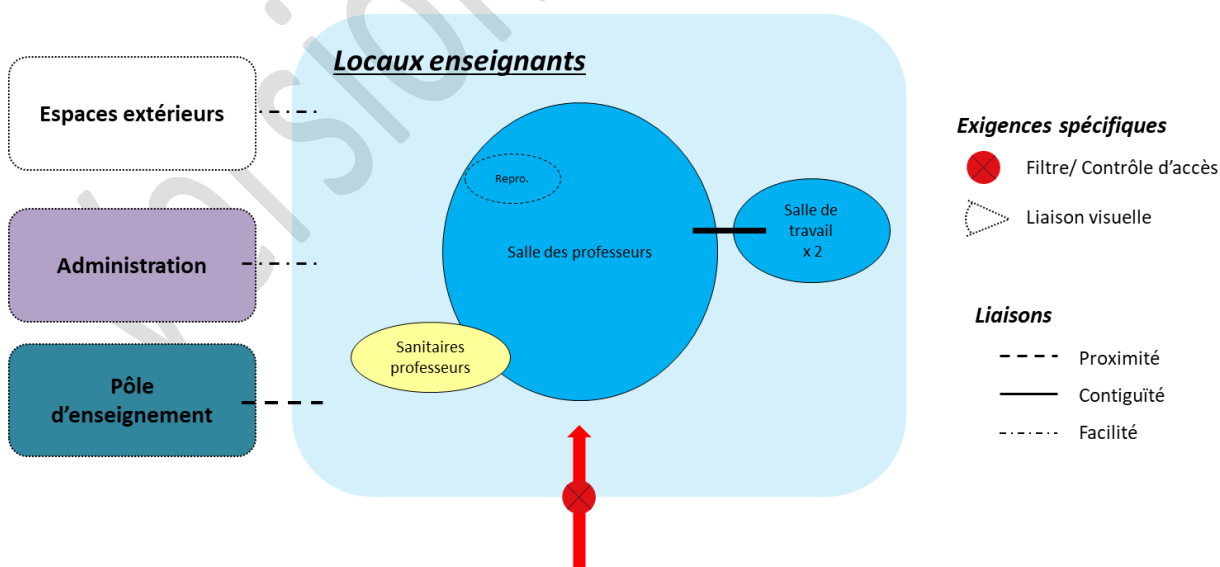 Locaux enseignants
Espaces extérieurs
Administration
Pôle
d’enseignement
Repro.
Salle des professeurs
Salle de
travail
x 2
Sanitaires
professeurs
Exigences spécifiques
Filtre/ Contrôle d’accès
Liaison visuelle
Liaisons
Proximité
Contiguïté
Facilité